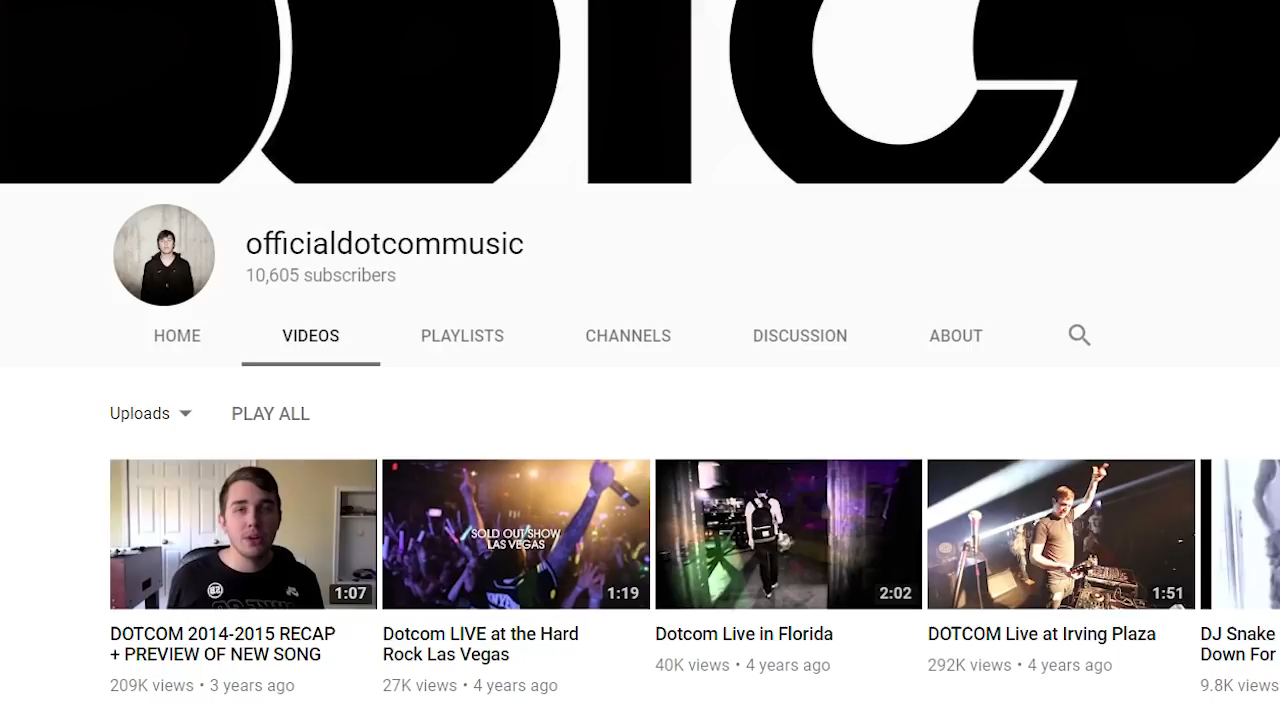 officialdotcommusic
10,605 subscribers
HOME VIDEOS PLAYLISTS CHANNELS DISCUSSION ABOUT
Uploads PLAY ALL
SOLD OUT SHOW
LAS VEGAS
1:07 1:19 2:02 1:51
DOTCOM 2014-2015 RECAP
+ PREVIEW OF NEW SONG
209K views • 3 years ago
Dotcom LIVE at the Hard
Rock Las Vegas
27K views • 4 years ago
Dotcom Live in Florida
40K views • 4 years ago
DOTCOM Live at Irving Plaza
292K views • 4 years ago
DJ Snake
Down For
9.8K views